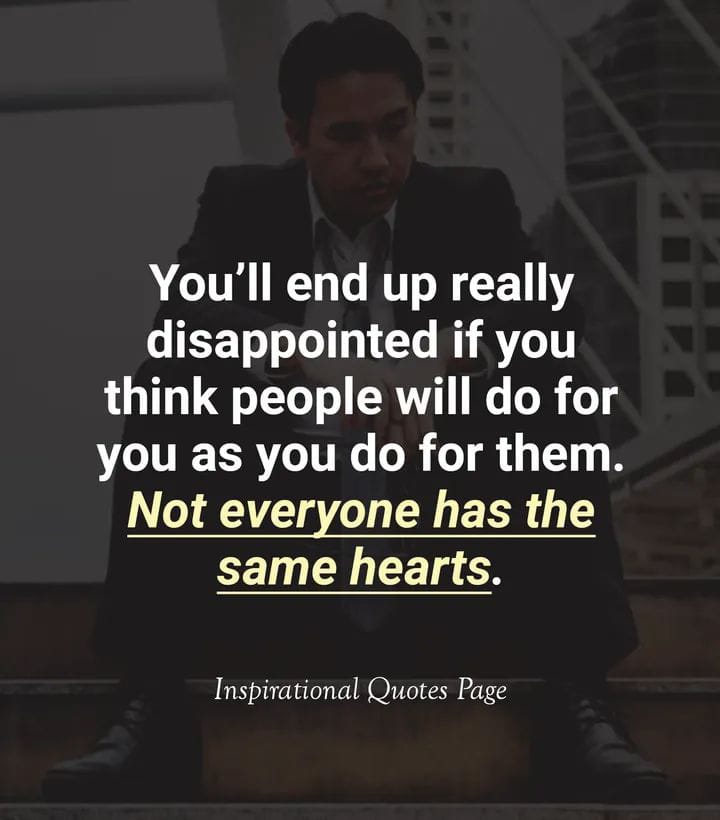 You’ll end up really
disappointed if you
think people will do for
you as you do for them.
Not everyone has the
same hearts.
Inspirational Quotes Page